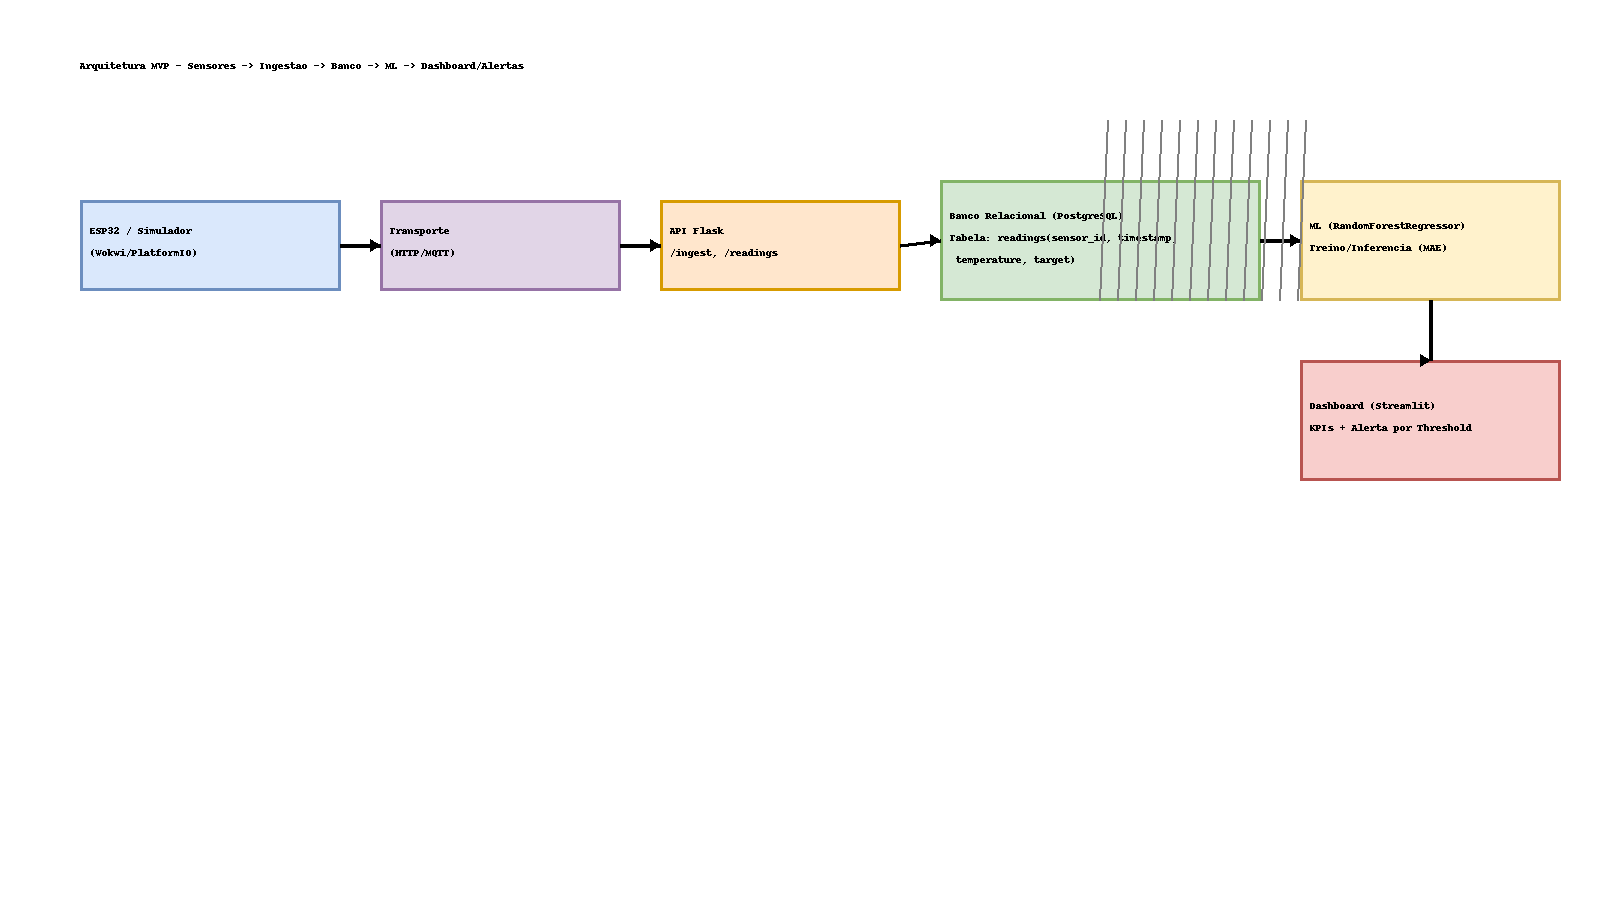 Arquitetura MVP - Sensores -> Ingestao -> Banco -> ML -> Dashboard/Alertas
ESP32 / Simulador
(Wokwi/PlatformIO)
Transporte
(HTTP/MQTT)
API Flask
/ingest, /readings
Banco Relacional (PostgreSQL)
Tabela: readings(sensor_id, timestamp,
temperature, target)
ML (RandomForestRegressor)
Treino/Inferencia (MAE)
Dashboard (Streamlit)
KPIs + Alerta por Threshold